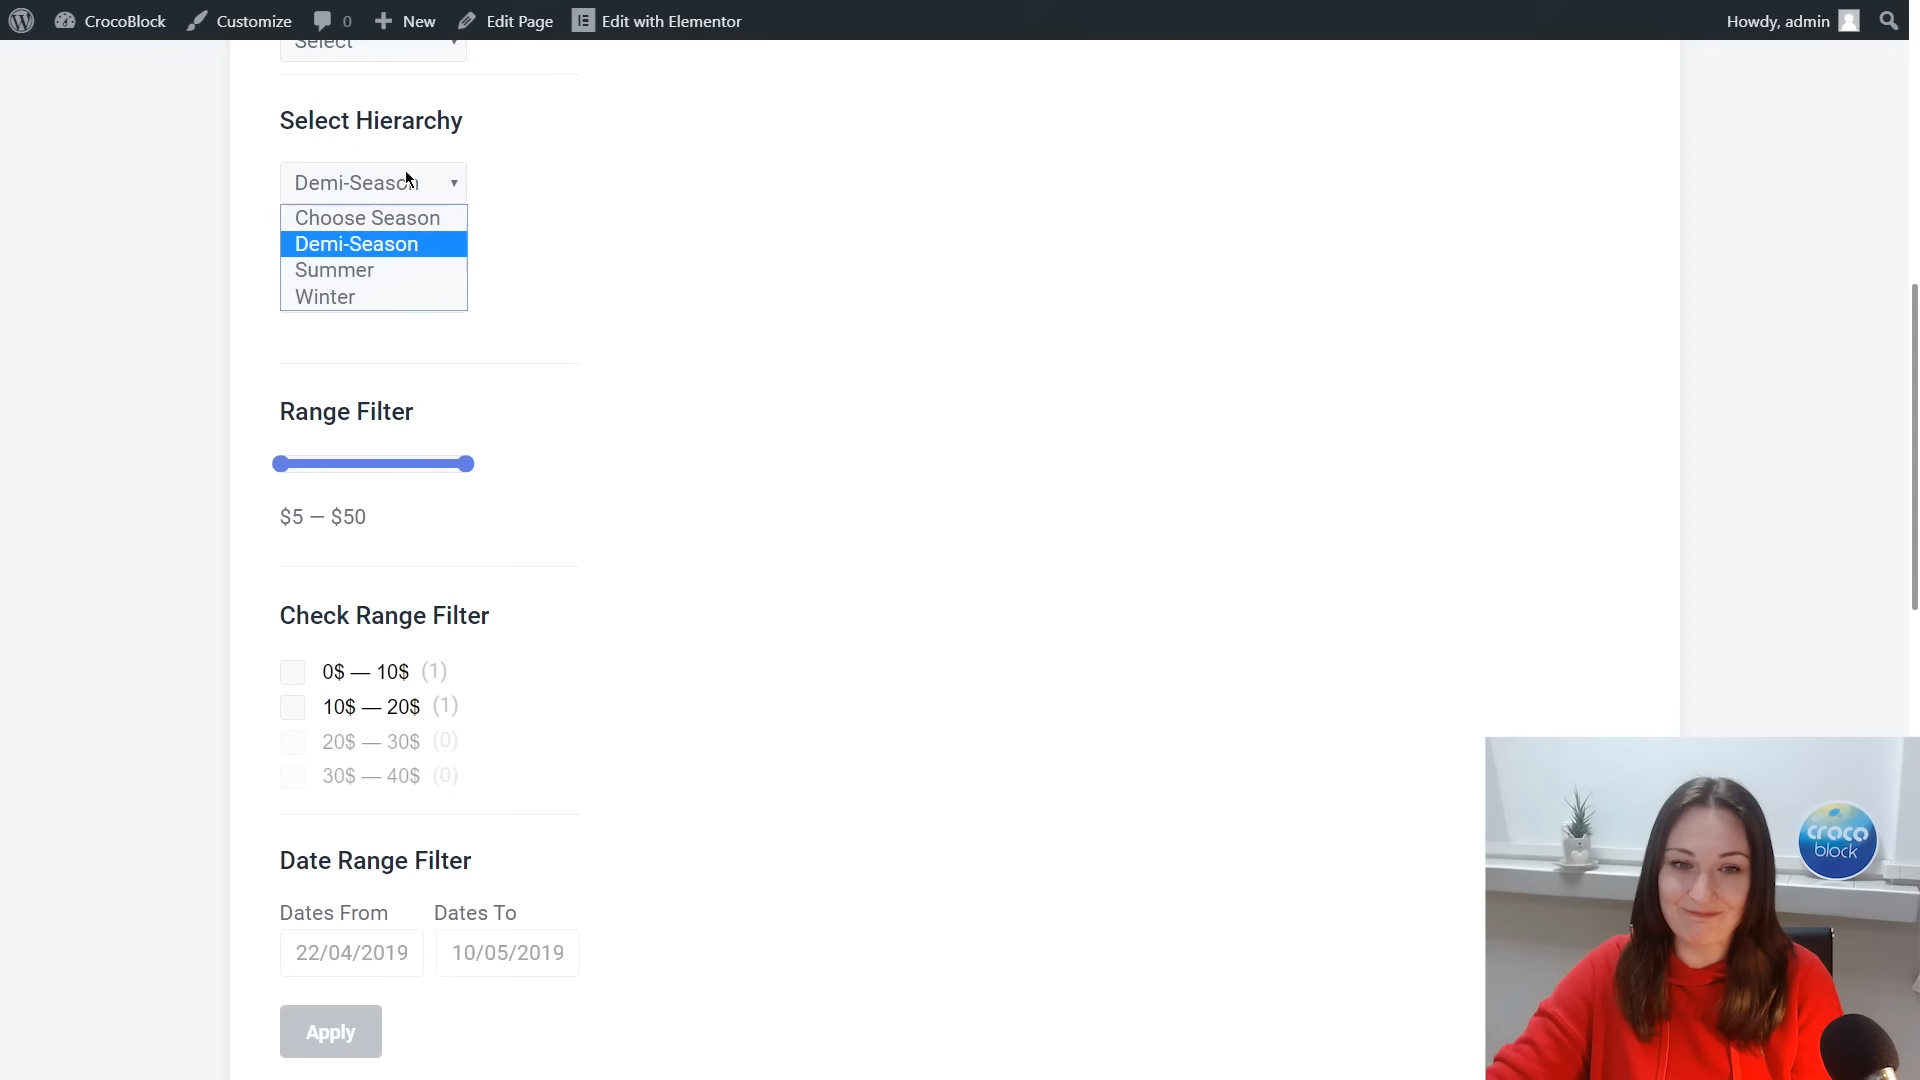 CrocoBlock Customize 0 New Edit Page Edit with Elementor Howdy, admin
Select
Select Hierarchy
Demi-Season
Choose Season
Demi-Season
Summer
Winter
Range Filter
$5 — $50
Check Range Filter
0$ — 10$ (1)
10$ — 20$ (1)
20$ — 30$ (0)
30$ — 40$ (0)
Date Range Filter
Dates From Dates To
22/04/2019 10/05/2019
Apply
croco
block